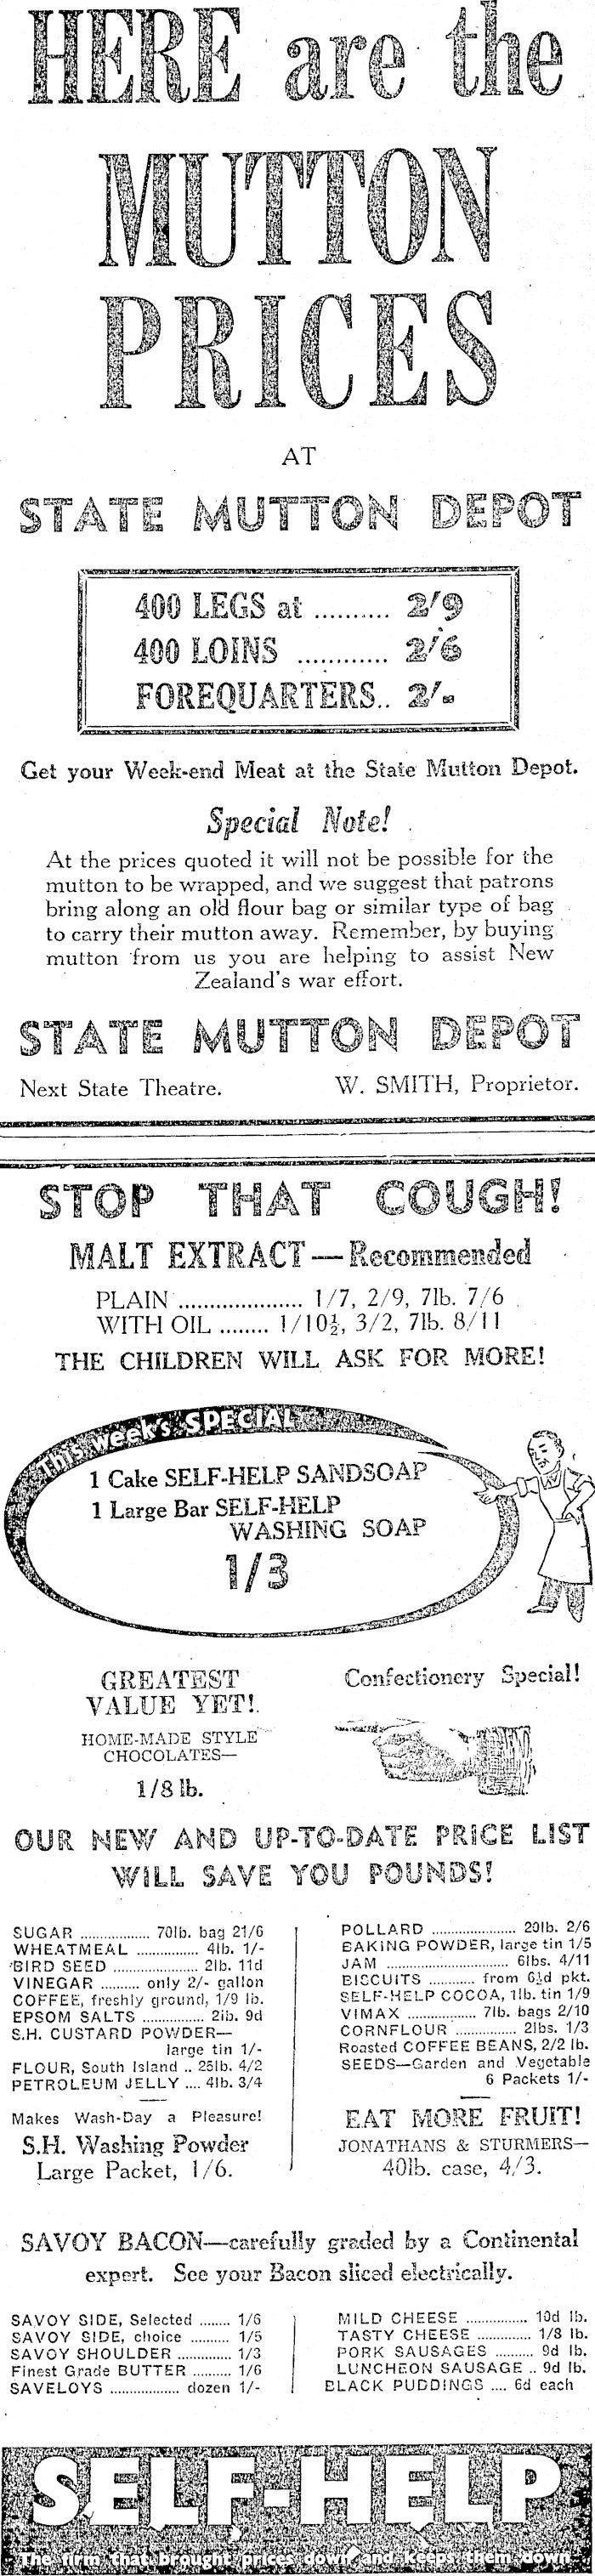 HERE are the
MUTTON
PRICES
AT
STATE MUTTON DEPOT
400 LEGS at .......... 2/9
400 LOINS ............ 2/6
FOREQUARTERS.. 2/-
Get your Week-end Meat at the State Mutton Depot.
Special Note!
At the prices quoted it will not be possible for the
mutton to be wrapped, and we suggest that patrons
bring along an old flour bag or similar type of bag
to carry their mutton away. Remember, by buying
mutton from us you are helping to assist New
Zealand's war effort.
STATE MUTTON DEPOT
Next State Theatre. W. SMITH, Proprietor.
STOP THAT COUGH!
MALT EXTRACT—Recommended
PLAIN .................... 1/7, 2/9, 7lb. 7/6
WITH OIL ........ 1/10½, 3/2, 7lb. 8/11
THE CHILDREN WILL ASK FOR MORE!
This week's SPECIAL
1 Cake SELF-HELP SANDSOAP
1 Large Bar SELF-HELP
WASHING SOAP
1/3
GREATEST
VALUE YET!
HOME-MADE STYLE
CHOCOLATES—
1/8 lb.
Confectionery Special!
OUR NEW AND UP-TO-DATE PRICE LIST
WILL SAVE YOU POUNDS!
SUGAR .................. 70lb. bag 21/6
WHEATMEAL ................ 4lb. 1/-
BIRD SEED ...................... 2lb. 11d
VINEGAR .......... only 2/- gallon
COFFEE, freshly ground, 1/9 lb.
EPSOM SALTS ................ 2lb. 9d
S.H. CUSTARD POWDER—
large tin 1/-
FLOUR, South Island .. 25lb. 4/2
PETROLEUM JELLY .... 4lb. 3/4
Makes Wash-Day a Pleasure!
S.H. Washing Powder
Large Packet, 1/6.
POLLARD ...................... 20lb. 2/6
BAKING POWDER, large tin 1/5
JAM ................................ 6lbs. 4/11
BISCUITS ............ from 6½d pkt.
SELF-HELP COCOA, 1lb. tin 1/9
VIMAX .................. 7lb. bags 2/10
CORNFLOUR ................ 2lbs. 1/3
Roasted COFFEE BEANS, 2/2 lb.
SEEDS—Garden and Vegetable
6 Packets 1/-
EAT MORE FRUIT!
JONATHANS & STURMERS—
40lb. case, 4/3.
SAVOY BACON—carefully graded by a Continental
expert. See your Bacon sliced electrically.
SAVOY SIDE, Selected ........ 1/6
SAVOY SIDE, choice .......... 1/5
SAVOY SHOULDER .............. 1/3
Finest Grade BUTTER .......... 1/6
SAVELOYS .................. dozen 1/-
MILD CHEESE ................ 10d lb.
TASTY CHEESE .............. 1/8 lb.
PORK SAUSAGES .......... 9d lb.
LUNCHEON SAUSAGE .. 9d lb.
BLACK PUDDINGS .... 6d each
SELF-HELP
The firm that brought prices down and keeps them down